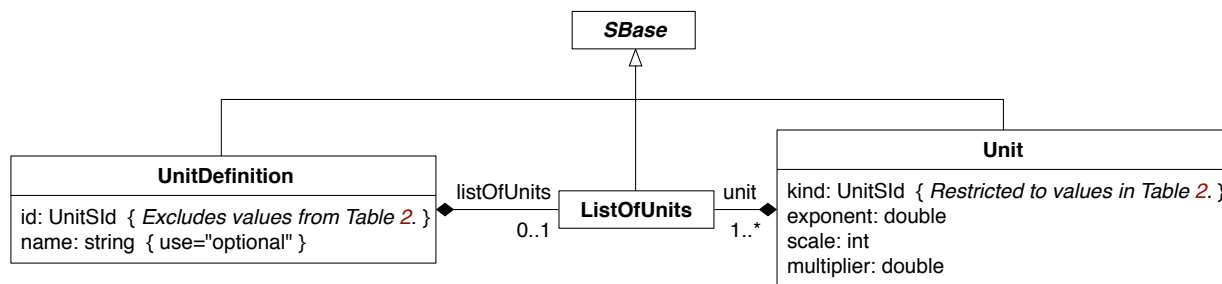 SBase
UnitDefinition
id: UnitSId { Excludes values from Table 2. }
name: string { use="optional" }
listOfUnits
0..1
ListOfUnits
unit
1..*
Unit
kind: UnitSId { Restricted to values in Table 2. }
exponent: double
scale: int
multiplier: double